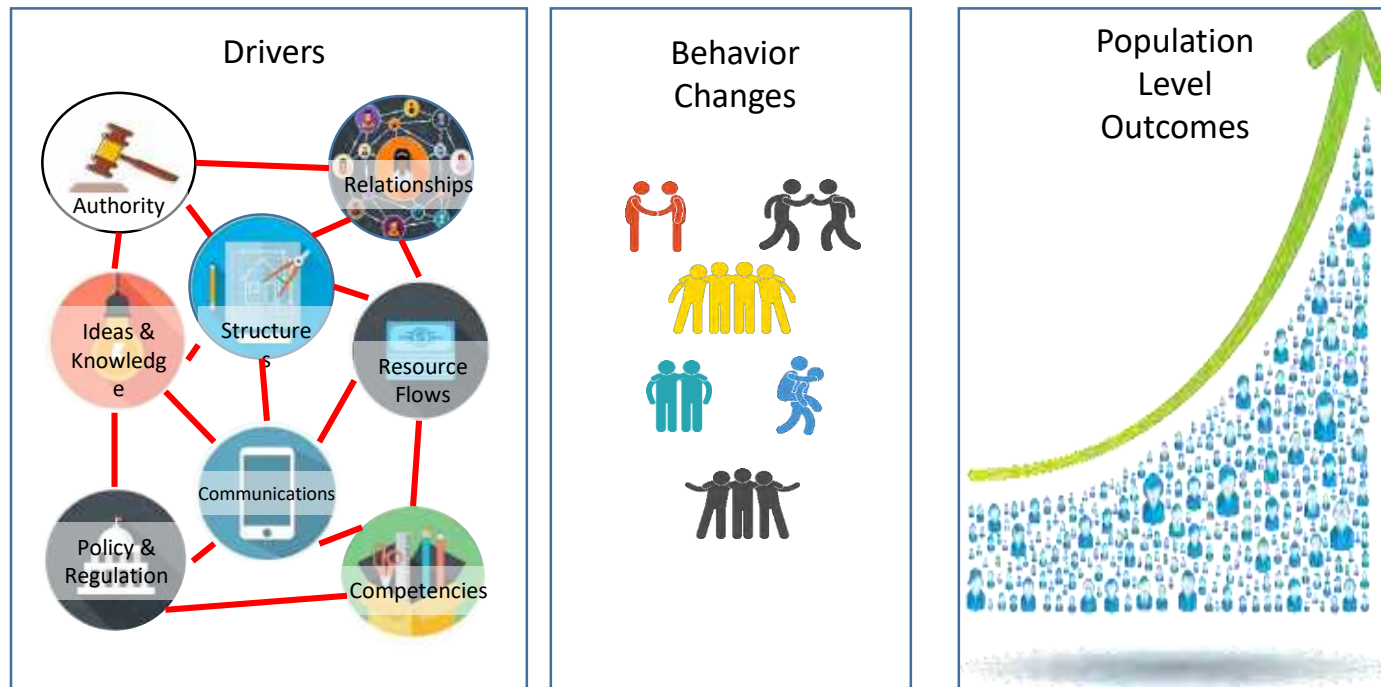 Drivers
Authority
Relationships
Ideas &
Knowledg
e
Structure
s
Resource
Flows
Communications
Policy &
Regulation
Competencies
Behavior
Changes
Population
Level
Outcomes